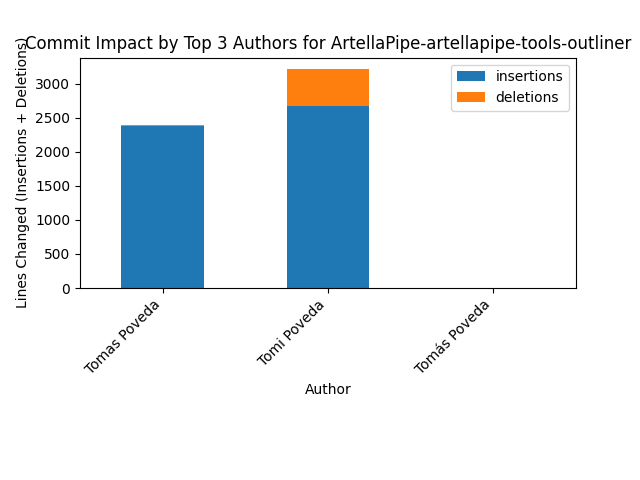 Commit Impact by Top 3 Authors for ArtellaPipe-artellapipe-tools-outliner
Lines Changed (Insertions + Deletions)
3000
2500
2000
1500
1000
500
0
insertions
deletions
Tomas Poveda
Tomi Poveda
Tomás Poveda
Author